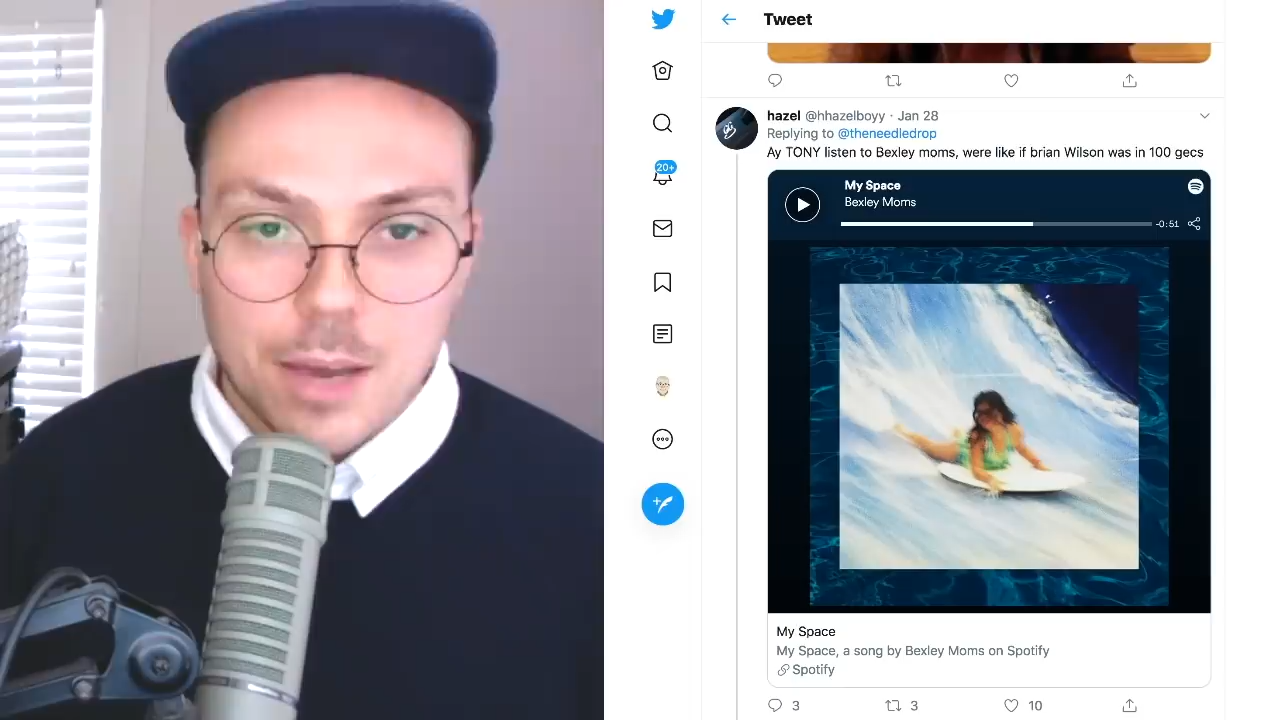 Tweet
hazel @hhazelboyy · Jan 28
Replying to @theneedledrop
Ay TONY listen to Bexley moms, were like if brian Wilson was in 100 gecs
My Space
Bexley Moms
-0:51
20+
My Space
My Space, a song by Bexley Moms on Spotify
Spotify
3 3 10